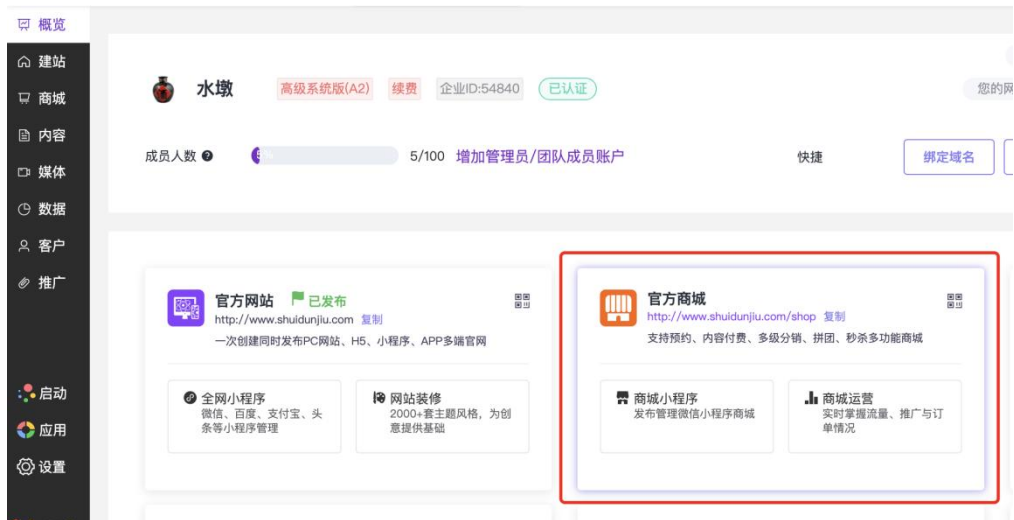 概览
建站
商城
内容
媒体
数据
客户
推广
启动
应用
设置
水墩 高级系统版(A2) 续费 企业ID:54840 已认证
您的网
成员人数 5/100 增加管理员/团队成员账户 快捷 绑定域名
官方网站 已发布
http://www.shuidunjiu.com 复制
一次创建同时发布PC网站、H5、小程序、APP多端官网
全网小程序
微信、百度、支付宝、头
条等小程序管理
网站装修
2000+套主题风格，为创
意提供基础
官方商城
http://www.shuidunjiu.com/shop 复制
支持预约、内容付费、多级分销、拼团、秒杀多功能商城
商城小程序
发布管理微信小程序商城
商城运营
实时掌握流量、推广与订
单情况